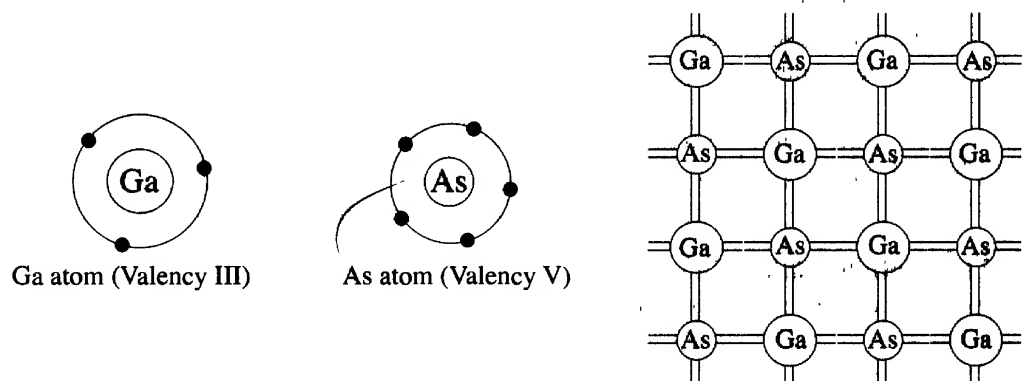 Ga As Ga As
Ga As
As Ga As Ga
Ga atom (Valency III) As atom (Valency V)
Ga As Ga As
As Ga As Ga